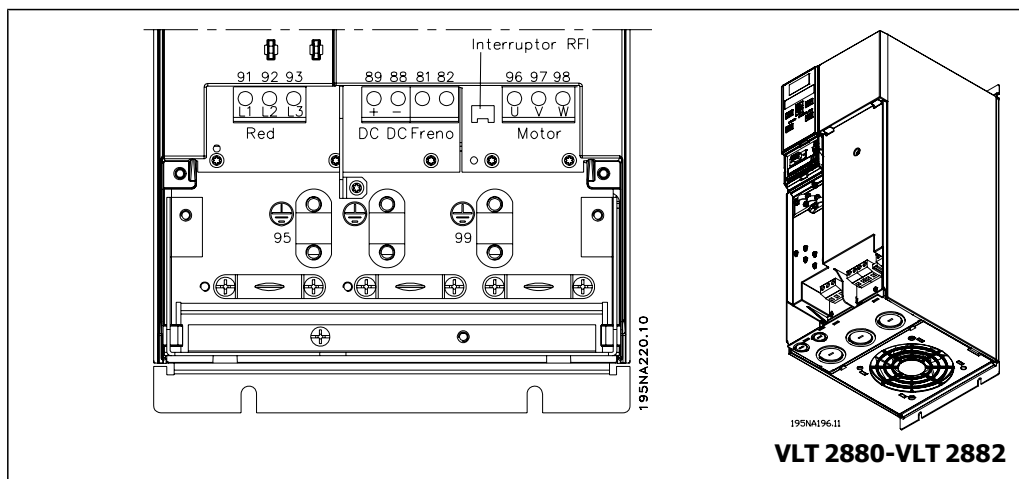 Interruptor RFI
91 92 93 89 88 81 82 96 97 98
L1 L2 L3 + − U V W
Red DC DC Freno Motor
95 99
195NA220.10
195NA196.11
VLT 2880-VLT 2882